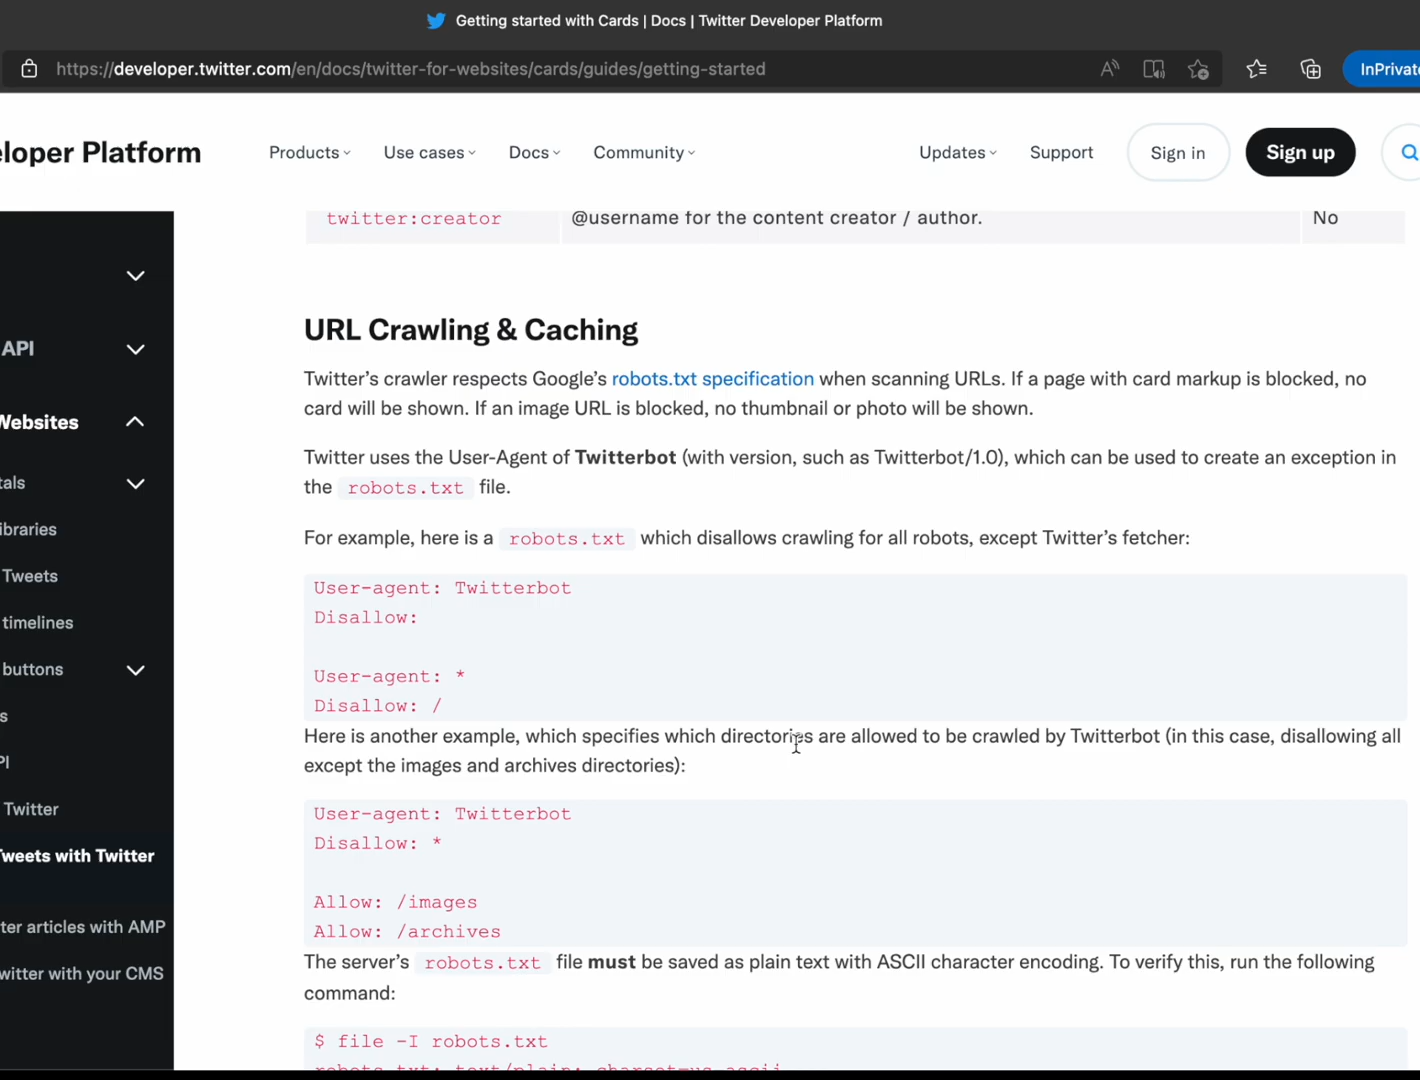 Getting started with Cards | Docs | Twitter Developer Platform
https://developer.twitter.com/en/docs/twitter-for-websites/cards/guides/getting-started
InPrivate
eloper Platform
Products
Use cases
Docs
Community
Updates
Support
Sign in
Sign up
twitter:creator
@username for the content creator / author.
No
API
Websites
tals
ibraries
Tweets
timelines
buttons
s
PI
Twitter
Tweets with Twitter
ter articles with AMP
witter with your CMS
URL Crawling & Caching
Twitter’s crawler respects Google’s robots.txt specification when scanning URLs. If a page with card markup is blocked, no
card will be shown. If an image URL is blocked, no thumbnail or photo will be shown.
Twitter uses the User-Agent of Twitterbot (with version, such as Twitterbot/1.0), which can be used to create an exception in
the robots.txt file.
For example, here is a robots.txt which disallows crawling for all robots, except Twitter’s fetcher:
User-agent: Twitterbot
Disallow:
User-agent: *
Disallow: /
Here is another example, which specifies which directories are allowed to be crawled by Twitterbot (in this case, disallowing all
except the images and archives directories):
User-agent: Twitterbot
Disallow: *
Allow: /images
Allow: /archives
The server’s robots.txt file must be saved as plain text with ASCII character encoding. To verify this, run the following
command:
$ file -I robots.txt
robots.txt: text/plain; charset=us-ascii